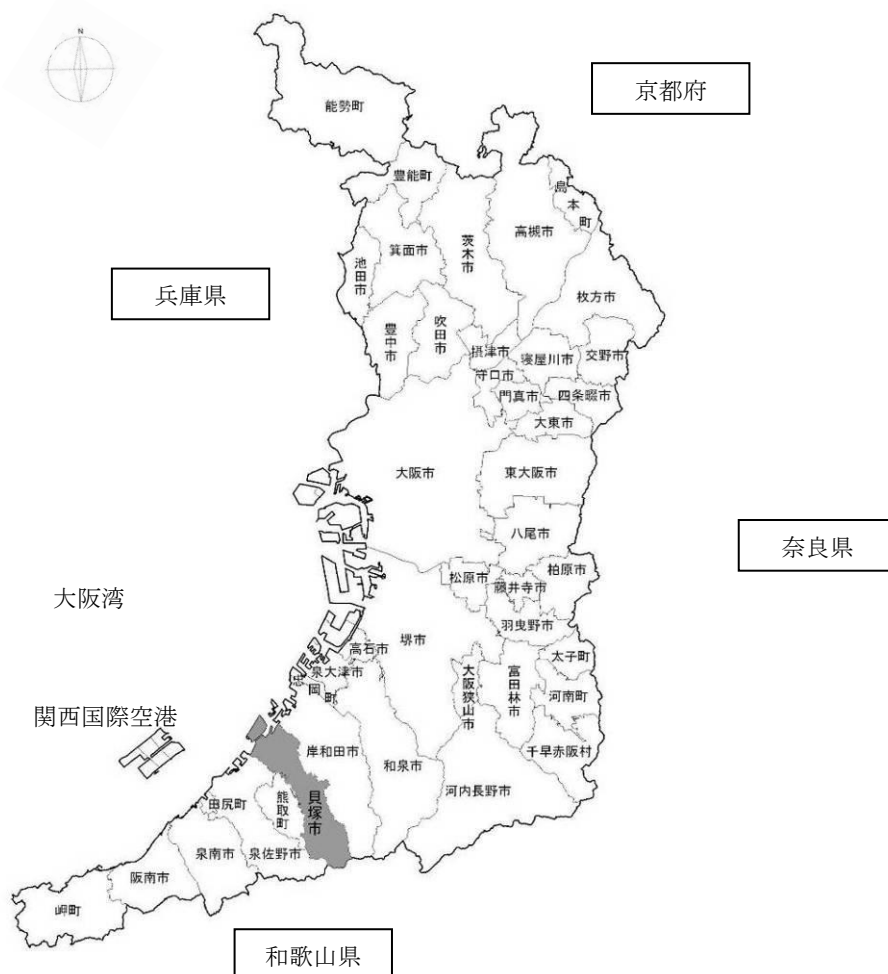 N
京都府
能勢町
豊能町
島本町
高槻市
茨木市
箕面市
池田市
兵庫県
枚方市
豊中市
吹田市
摂津市
寝屋川市
交野市
守口市
門真市
四条畷市
大東市
大阪市
東大阪市
八尾市
奈良県
柏原市
松原市
藤井寺市
大阪湾
羽曳野市
堺市
高石市
太子町
泉大津市
忠岡町
大阪狭山市
富田林市
河南町
関西国際空港
千早赤阪村
岸和田市
和泉市
河内長野市
貝塚市
熊取町
田尻町
泉南市
泉佐野市
阪南市
岬町
和歌山県